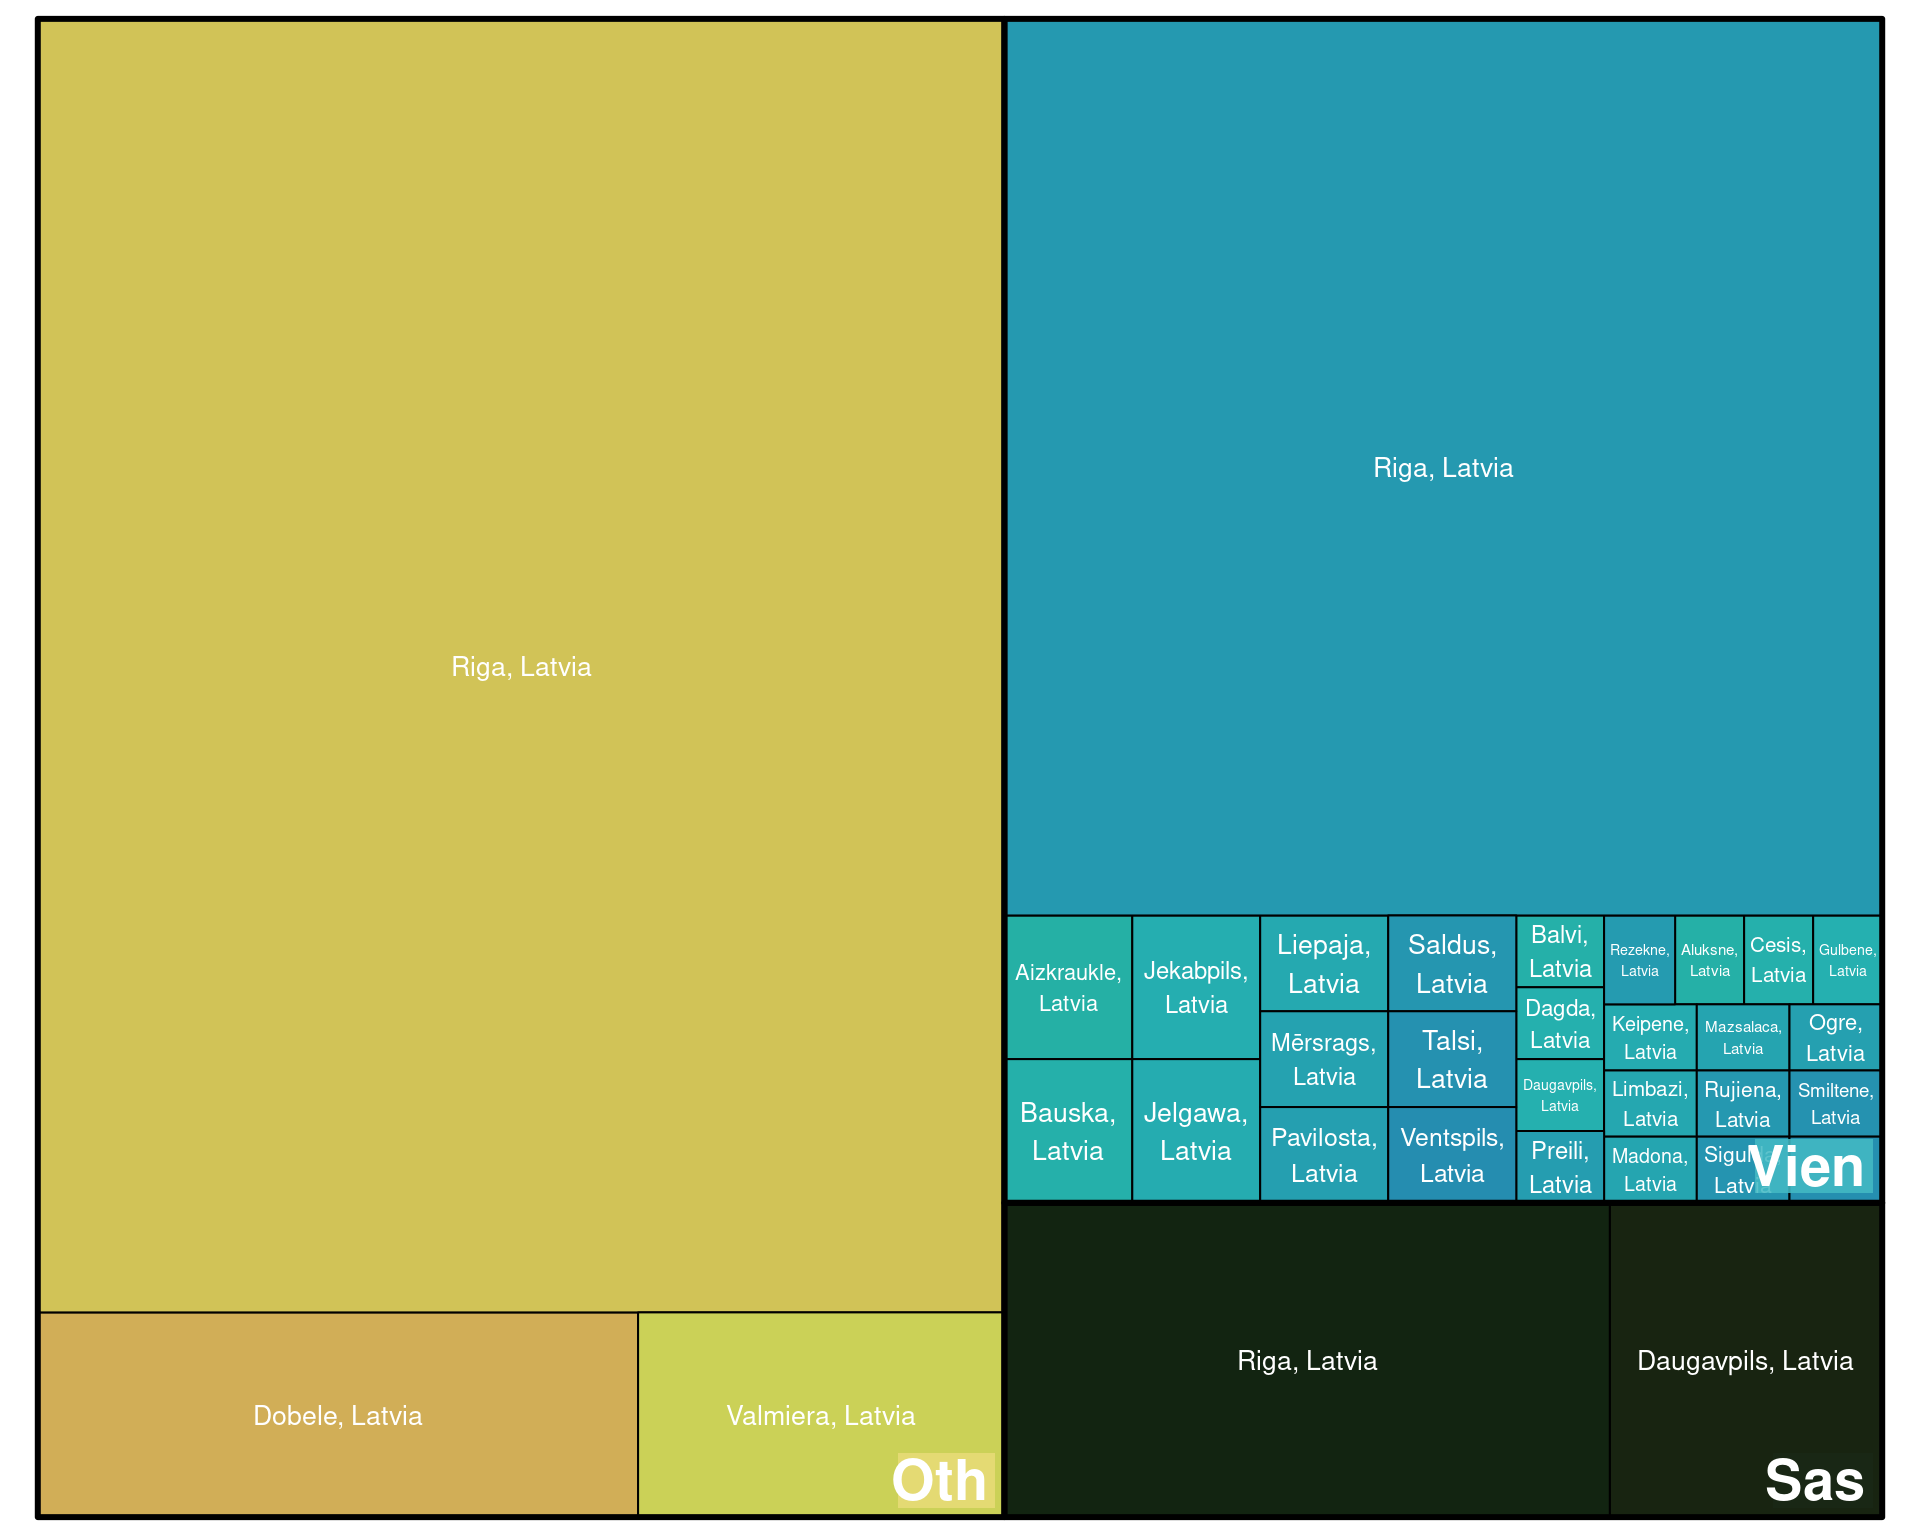 Riga, Latvia
Dobele, Latvia
Valmiera, Latvia
Oth
Riga, Latvia
Aizkraukle,
Latvia
Bauska,
Latvia
Jekabpils,
Latvia
Jelgawa,
Latvia
Liepaja,
Latvia
Mērsrags,
Latvia
Pavilosta,
Latvia
Saldus,
Latvia
Talsi,
Latvia
Ventspils,
Latvia
Balvi,
Latvia
Dagda,
Latvia
Daugavpils,
Latvia
Preili,
Latvia
Rezekne,
Latvia
Aluksne,
Latvia
Cesis,
Latvia
Gulbene,
Latvia
Keipene,
Latvia
Mazsalaca,
Latvia
Ogre,
Latvia
Limbazi,
Latvia
Rujiena,
Latvia
Smiltene,
Latvia
Madona,
Latvia
Latvia
Vien
Riga, Latvia
Daugavpils, Latvia
Sas